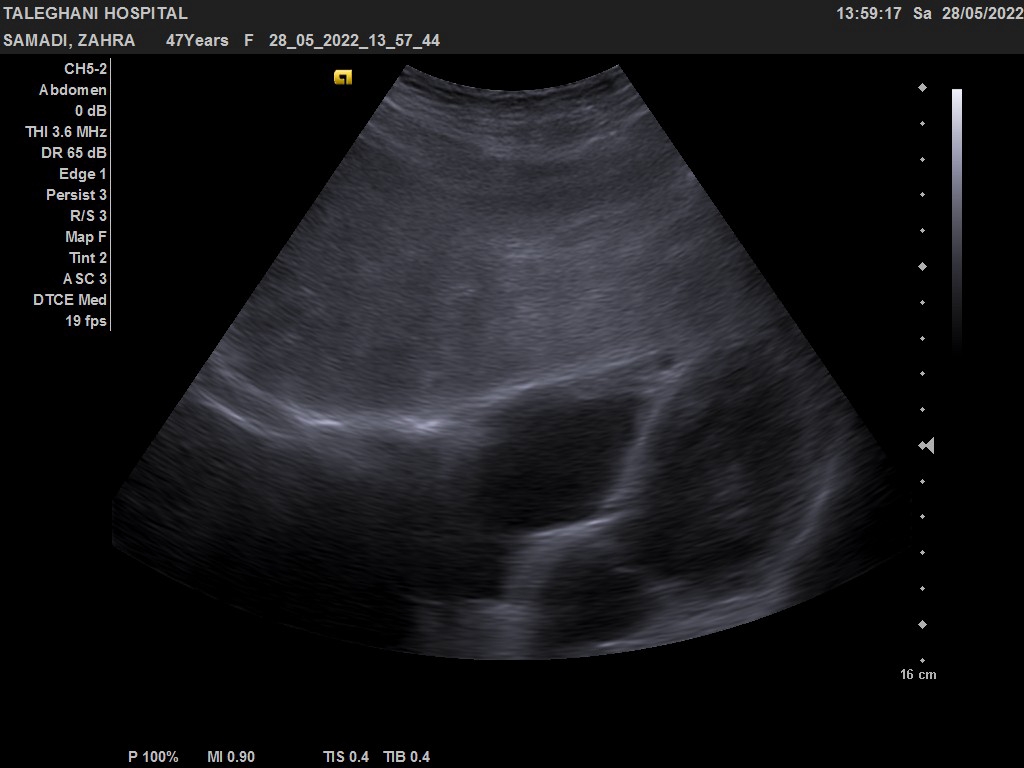 TALEGHANI HOSPITAL 13:59:17 Sa 28/05/2022
SAMADI, ZAHRA 47Years F 28_05_2022_13_57_44
CH5-2
Abdomen
0 dB
THI 3.6 MHz
DR 65 dB
Edge 1
Persist 3
R/S 3
Map F
Tint 2
ASC 3
DTCE Med
19 fps
16 cm
P 100% MI 0.90 TIS 0.4 TIB 0.4